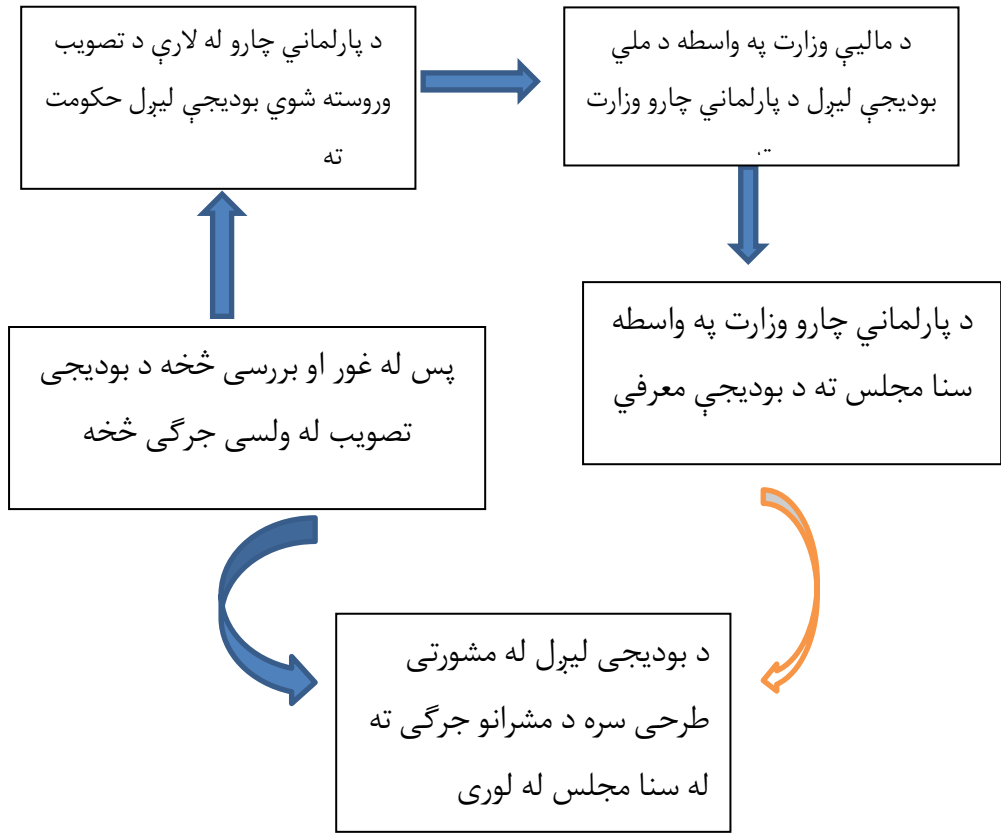 د مالیې وزارت په واسطه د ملي
بودیجې لیږل د پارلماني چارو وزارت
ته
د پارلماني چارو له لارې د تصویب
وروسته شوي بودیجې لیږل حکومت
ته
د پارلماني چارو وزارت په واسطه
سنا مجلس ته د بودیجې معرفي
پس له غور او بررسی څخه د بودیجی
تصویب له ولسی جرگی څخه
د بودیجی لیږل له مشورتی
طرحی سره د مشرانو جرگی ته
له سنا مجلس له لوری